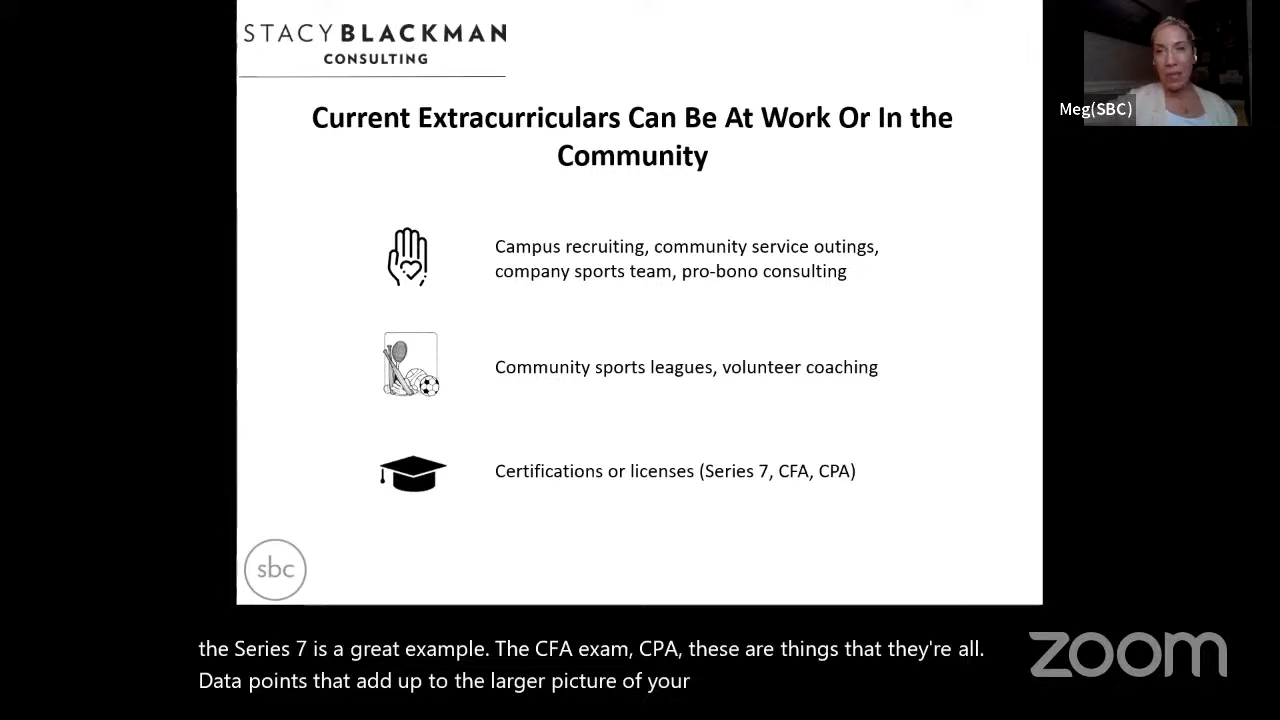 STACYBLACKMAN
CONSULTING
Meg(SBC)
Current Extracurriculars Can Be At Work Or In the
Community
Campus recruiting, community service outings,
company sports team, pro-bono consulting
Community sports leagues, volunteer coaching
Certifications or licenses (Series 7, CFA, CPA)
sbc
the Series 7 is a great example. The CFA exam, CPA, these are things that they're all.
Data points that add up to the larger picture of your
zoom